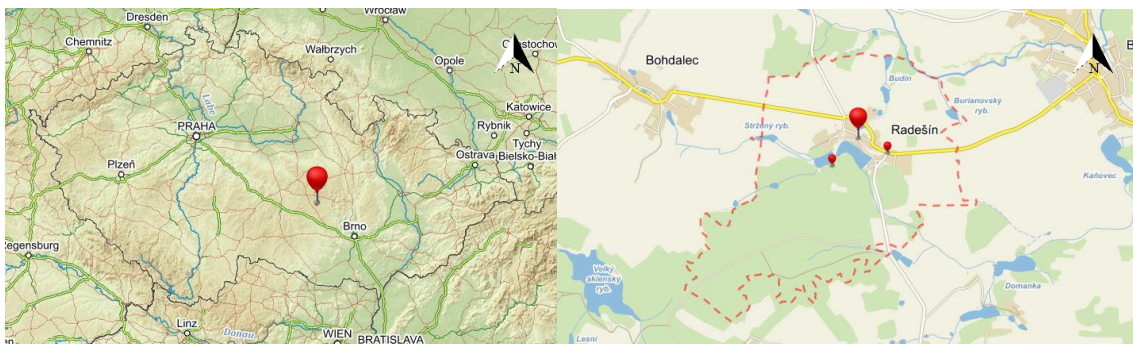 Dresden
Wrocław
Chemnitz
Wałbrzych
Opole
Częstochow
N
Labe
PRAHA
Katowice
Rybnik
Tychy
Plzeň
Ostrava
Bielsko-Biał
Brno
Regensburg
Linz
Donau
WIEN
BRATISLAVA
Bohdalec
Budín
N
B
Burianovský
ryb.
Stržený ryb.
Radešín
Kaňovec
Velký
sklenský
ryb.
Domanka
Lesní